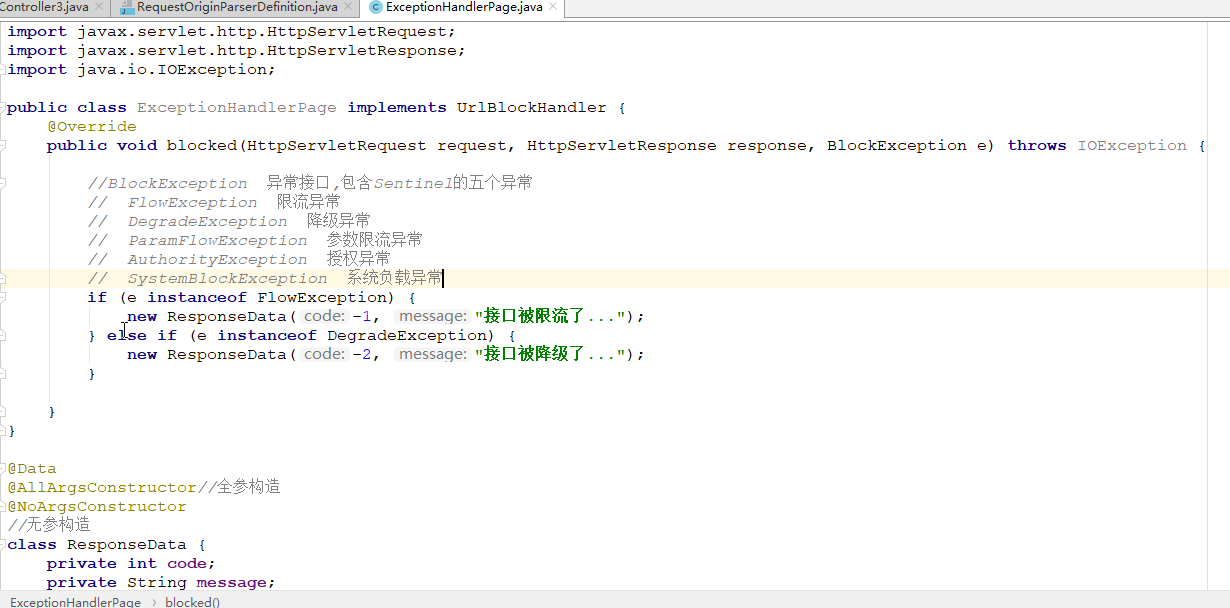 Controller3.java × RequestOriginParserDefinition.java × C ExceptionHandlerPage.java ×
import javax.servlet.http.HttpServletRequest;
import javax.servlet.http.HttpServletResponse;
import java.io.IOException;
public class ExceptionHandlerPage implements UrlBlockHandler {
@Override
public void blocked(HttpServletRequest request, HttpServletResponse response, BlockException e) throws IOException {
//BlockException 异常接口,包含Sentinel的五个异常
// FlowException 限流异常
// DegradeException 降级异常
// ParamFlowException 参数限流异常
// AuthorityException 授权异常
// SystemBlockException 系统负载异常
if (e instanceof FlowException) {
new ResponseData( code: -1, message: "接口被限流了...");
} else if (e instanceof DegradeException) {
new ResponseData( code: -2, message: "接口被降级了...");
}
}
}
@Data
@AllArgsConstructor//全参构造
@NoArgsConstructor
//无参构造
class ResponseData {
private int code;
private String message;
ExceptionHandlerPage › blocked()